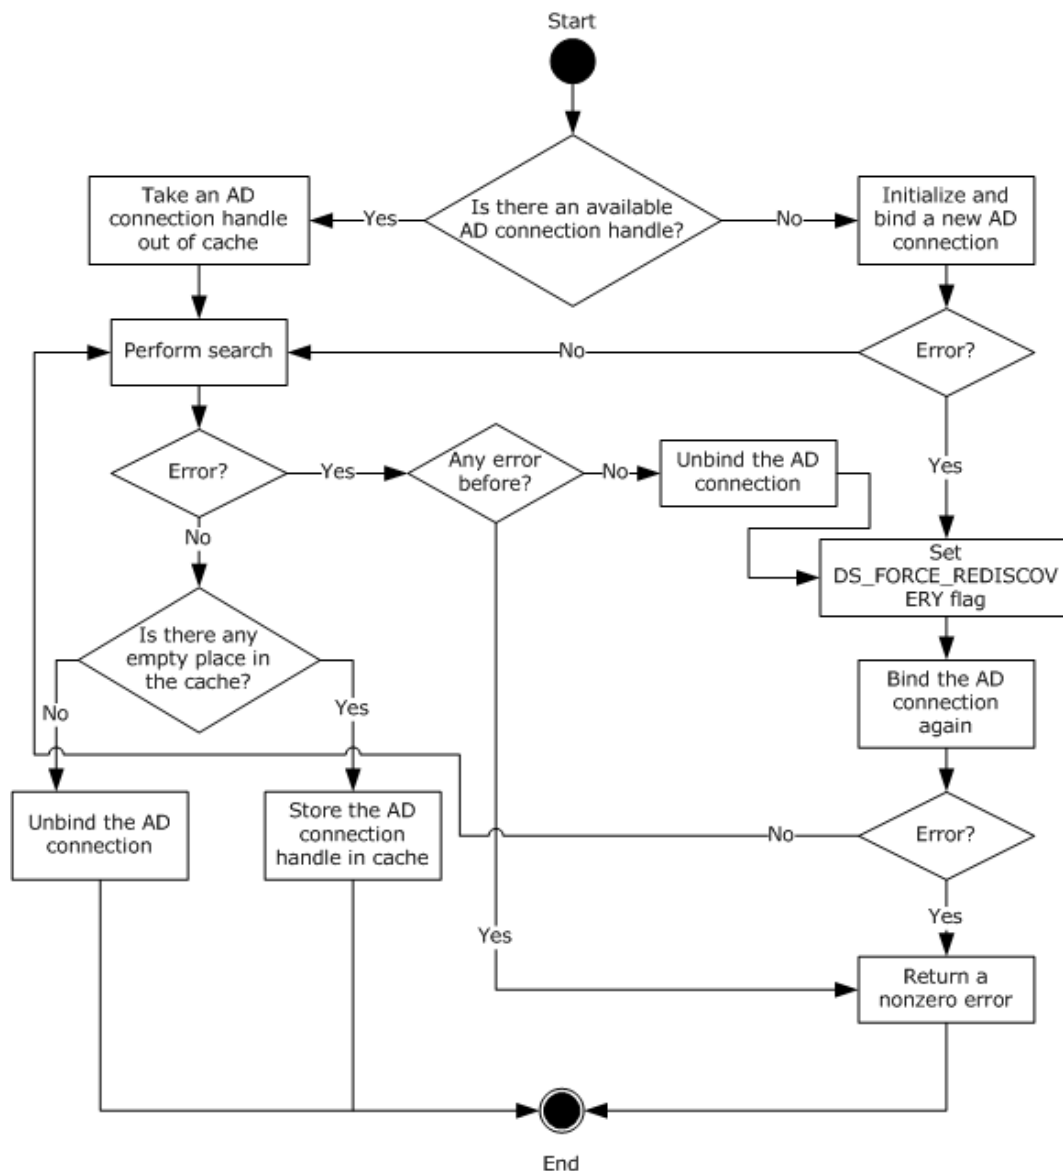 Start
Take an AD
connection handle
out of cache
Yes
Is there an available
AD connection handle?
No
Initialize and
bind a new AD
connection
Perform search
No
Error?
Error?
Yes
Any error
before?
No
Unbind the AD
connection
Yes
No
Set
DS_FORCE_REDISCOV
ERY flag
Is there any
empty place in
the cache?
No
Yes
Bind the AD
connection
again
Unbind the AD
connection
Store the AD
connection
handle in cache
No
Error?
Yes
Yes
Return a
nonzero error
End